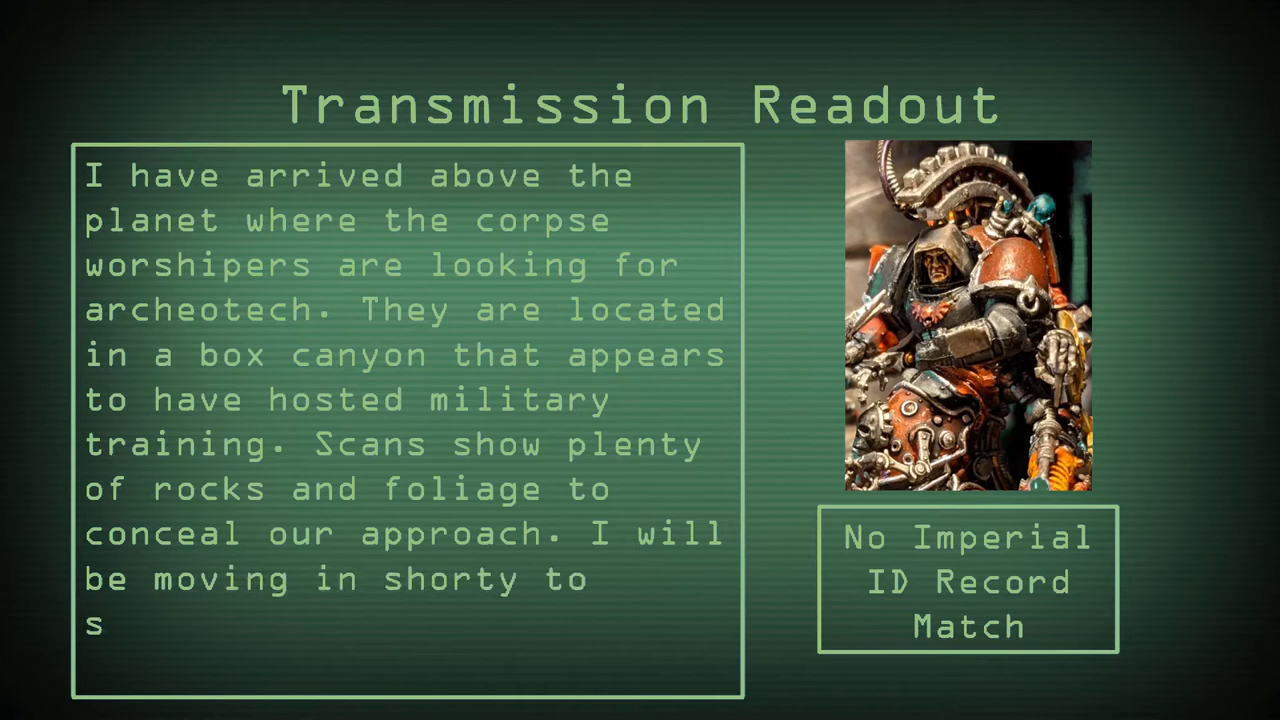 Transmission Readout
I have arrived above the
planet where the corpse
worshipers are looking for
archeotech. They are located
in a box canyon that appears
to have hosted military
training. Scans show plenty
of rocks and foliage to
conceal our approach. I will
be moving in shorty to
s
No Imperial
ID Record
Match